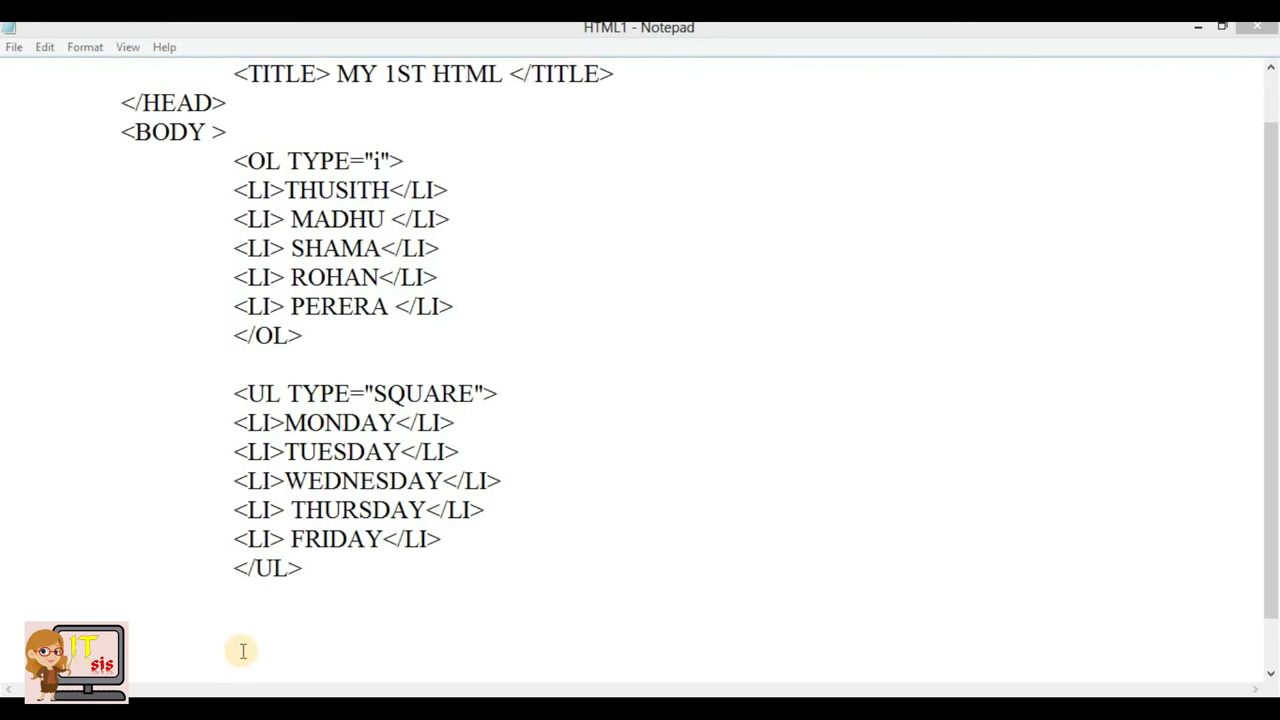 HTML1 - Notepad
File Edit Format View Help
<TITLE> MY 1ST HTML </TITLE>
</HEAD>
<BODY >
<OL TYPE="i">
<LI>THUSITH</LI>
<LI> MADHU </LI>
<LI> SHAMA</LI>
<LI> ROHAN</LI>
<LI> PERERA </LI>
</OL>
<UL TYPE="SQUARE">
<LI>MONDAY</LI>
<LI>TUESDAY</LI>
<LI>WEDNESDAY</LI>
<LI> THURSDAY</LI>
<LI> FRIDAY</LI>
</UL>
IT
sis